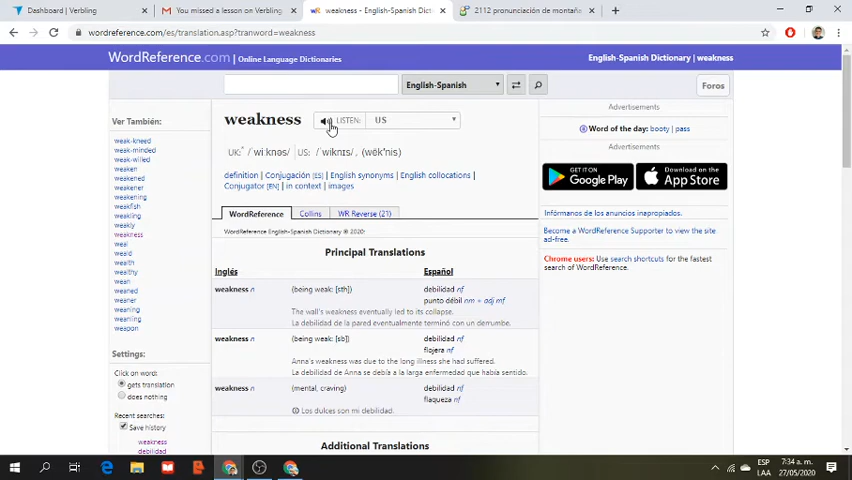 Dashboard | Verbling
You missed a lesson on Verbling
weakness - English-Spanish Dict
2112 pronunciación de montañe
wordreference.com/es/translation.asp?tranword=weakness
WordReference.com | Online Language Dictionaries
English-Spanish Dictionary | weakness
English-Spanish
Foros
Ver También:
weak-kneed
weak-minded
weak-willed
weaken
weakened
weakener
weakening
weakfish
weakling
weakly
weakness
weal
weald
wealth
wealthy
wean
weaned
weaner
weaning
weanling
weapon
Settings:
Click on word:
gets translation
does nothing
Recent searches:
Save history
weakness
debilidad
weakness
LISTEN:
US
UK:* /ˈwiːknəs/ US: /ˈwiknɪs/ , (wēkʹnis)
definition | Conjugación [ES] | English synonyms | English collocations |
Conjugator [EN] | in context | images
WordReference
Collins
WR Reverse (21)
WordReference English-Spanish Dictionary © 2020:
Principal Translations
Inglés Español
weakness n (being weak: [sth]) debilidad nf
punto débil nm + adj mf
The wall's weakness eventually led to its collapse.
La debilidad de la pared eventualmente terminó con un derrumbe.
weakness n (being weak: [sb]) debilidad nf
flojera nf
Anna's weakness was due to the long illness she had suffered.
La debilidad de Anna se debía a la larga enfermedad que había sentido.
weakness n (mental, craving) debilidad nf
flaqueza nf
Los dulces son mi debilidad.
Additional Translations
Advertisements
Word of the day: booty | pass
Advertisements
GET IT ON
Google Play
Download on the
App Store
Infórmanos de los anuncios inapropiados.
Become a WordReference Supporter to view the site
ad-free.
Chrome users: Use search shortcuts for the fastest
search of WordReference.
ESP
LAA
7:34 a. m.
27/05/2020